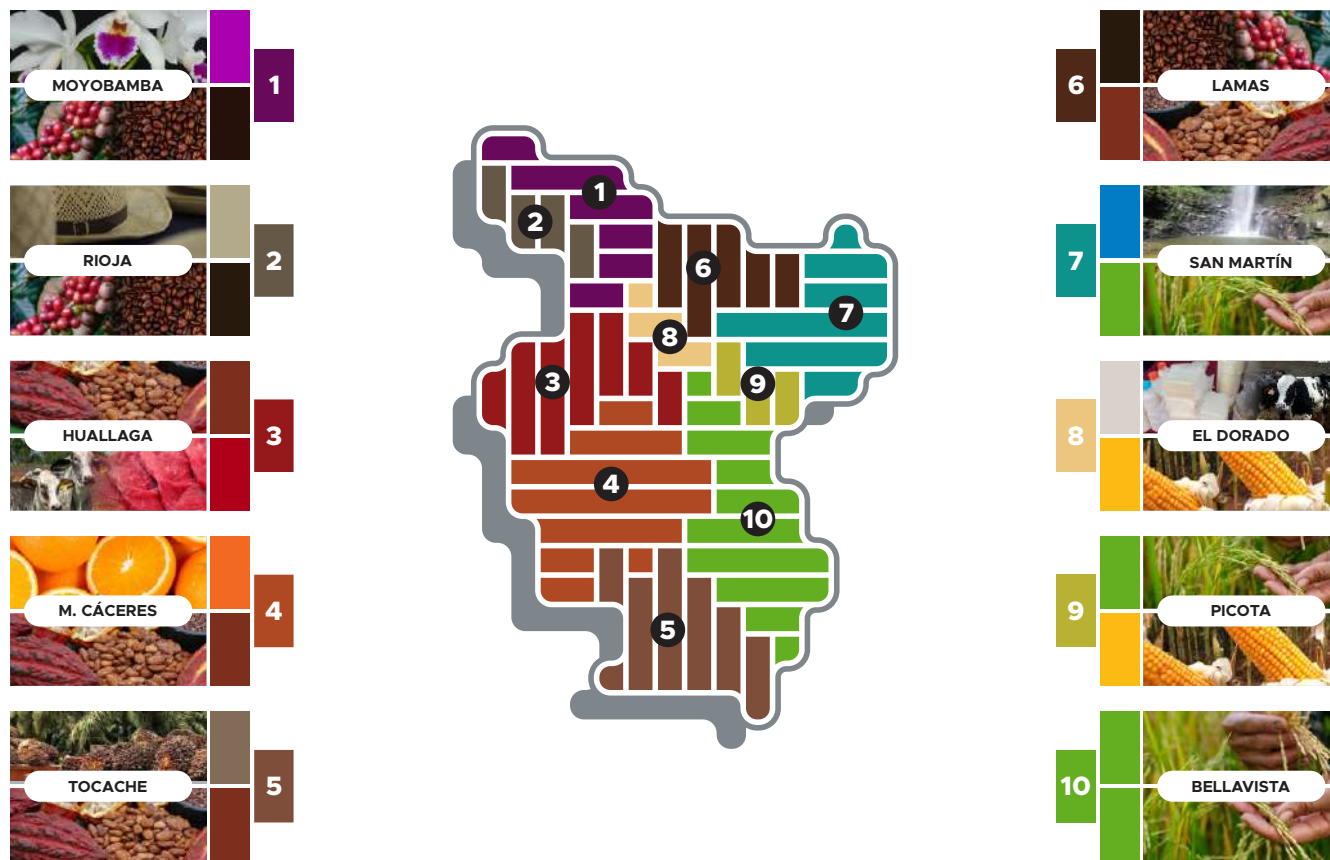 MOYOBAMBA
1
RIOJA
2
HUALLAGA
3
M. CÁCERES
4
TOCACHE
5
1
2
6
7
8
3
9
4
10
5
6
LAMAS
7
SAN MARTÍN
8
EL DORADO
9
PICOTA
10
BELLAVISTA